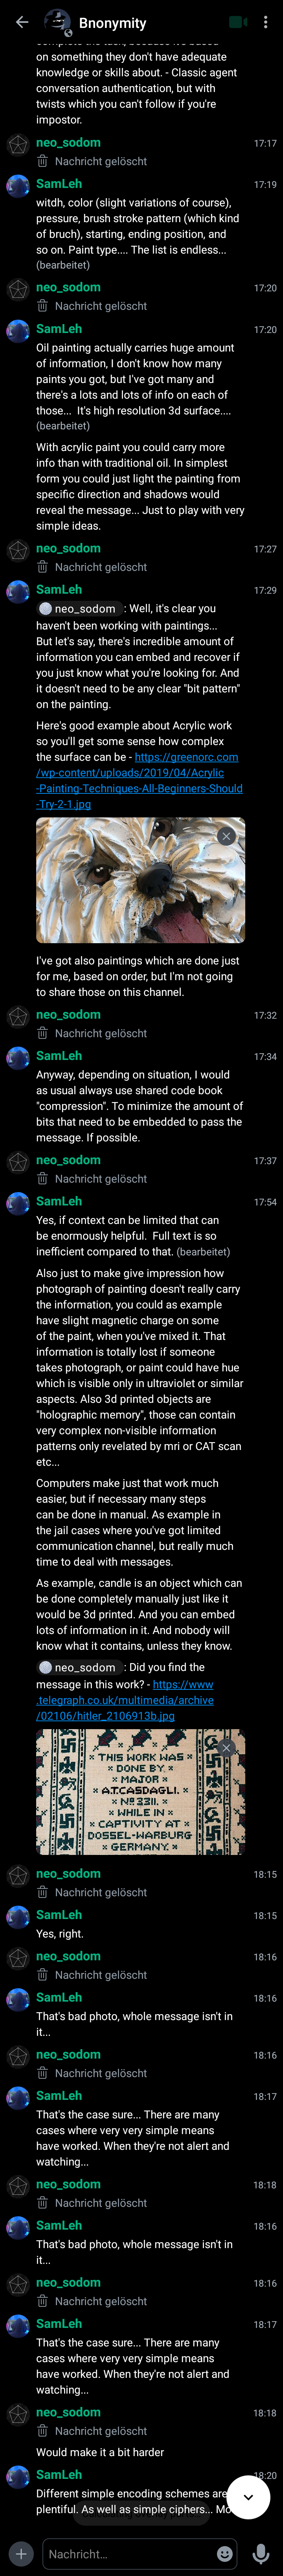 Bnonymity
on something they don't have adequate
knowledge or skills about. - Classic agent
conversation authentication, but with
twists which you can't follow if you're
impostor.
neo_sodom 17:17
Nachricht gelöscht
SamLeh 17:19
witdh, color (slight variations of course),
pressure, brush stroke pattern (which kind
of bruch), starting, ending position, and
so on. Paint type.... The list is endless...
(bearbeitet)
neo_sodom 17:20
Nachricht gelöscht
SamLeh 17:20
Oil painting actually carries huge amount
of information, I don't know how many
paints you got, but I've got many and
there's a lots and lots of info on each of
those... It's high resolution 3d surface....
(bearbeitet)
With acrylic paint you could carry more
info than with traditional oil. In simplest
form you could just light the painting from
specific direction and shadows would
reveal the message... Just to play with very
simple ideas.
neo_sodom 17:27
Nachricht gelöscht
SamLeh 17:29
neo_sodom : Well, it's clear you
haven't been working with paintings...
But let's say, there's incredible amount of
information you can embed and recover if
you just know what you're looking for. And
it doesn't need to be any clear "bit pattern"
on the painting.
Here's good example about Acrylic work
so you'll get some sense how complex
the surface can be - https://greenorc.com
/wp-content/uploads/2019/04/Acrylic
-Painting-Techniques-All-Beginners-Should
-Try-2-1.jpg
I've got also paintings which are done just
for me, based on order, but I'm not going
to share those on this channel.
neo_sodom 17:32
Nachricht gelöscht
SamLeh 17:34
Anyway, depending on situation, I would
as usual always use shared code book
"compression". To minimize the amount of
bits that need to be embedded to pass the
message. If possible.
neo_sodom 17:37
Nachricht gelöscht
SamLeh 17:54
Yes, if context can be limited that can
be enormously helpful. Full text is so
inefficient compared to that. (bearbeitet)
Also just to make give impression how
photograph of painting doesn't really carry
the information, you could as example
have slight magnetic charge on some
of the paint, when you've mixed it. That
information is totally lost if someone
takes photograph, or paint could have hue
which is visible only in ultraviolet or similar
aspects. Also 3d printed objects are
"holographic memory", those can contain
very complex non-visible information
patterns only revelated by mri or CAT scan
etc...
Computers make just that work much
easier, but if necessary many steps
can be done in manual. As example in
the jail cases where you've got limited
communication channel, but really much
time to deal with messages.
As example, candle is an object which can
be done completely manually just like it
would be 3d printed. And you can embed
lots of information in it. And nobody will
know what it contains, unless they know.
neo_sodom : Did you find the
message in this work? - https://www
.telegraph.co.uk/multimedia/archive
/02106/hitler_2106913b.jpg
THIS WORK WAS
DONE BY
MAJOR
A.T.CASDAGLI.
Nº 3311.
WHILE IN
CAPTIVITY AT
DOSSEL-WARBURG
GERMANY.
neo_sodom 18:15
Nachricht gelöscht
SamLeh 18:15
Yes, right.
neo_sodom 18:16
Nachricht gelöscht
SamLeh 18:16
That's bad photo, whole message isn't in
it...
neo_sodom 18:16
Nachricht gelöscht
SamLeh 18:17
That's the case sure... There are many
cases where very very simple means
have worked. When they're not alert and
watching...
neo_sodom 18:18
Nachricht gelöscht
SamLeh 18:16
That's bad photo, whole message isn't in
it...
neo_sodom 18:16
Nachricht gelöscht
SamLeh 18:17
That's the case sure... There are many
cases where very very simple means
have worked. When they're not alert and
watching...
neo_sodom 18:18
Nachricht gelöscht
Would make it a bit harder
SamLeh 18:20
Different simple encoding schemes are
plentiful. As well as simple ciphers...
Nachricht...